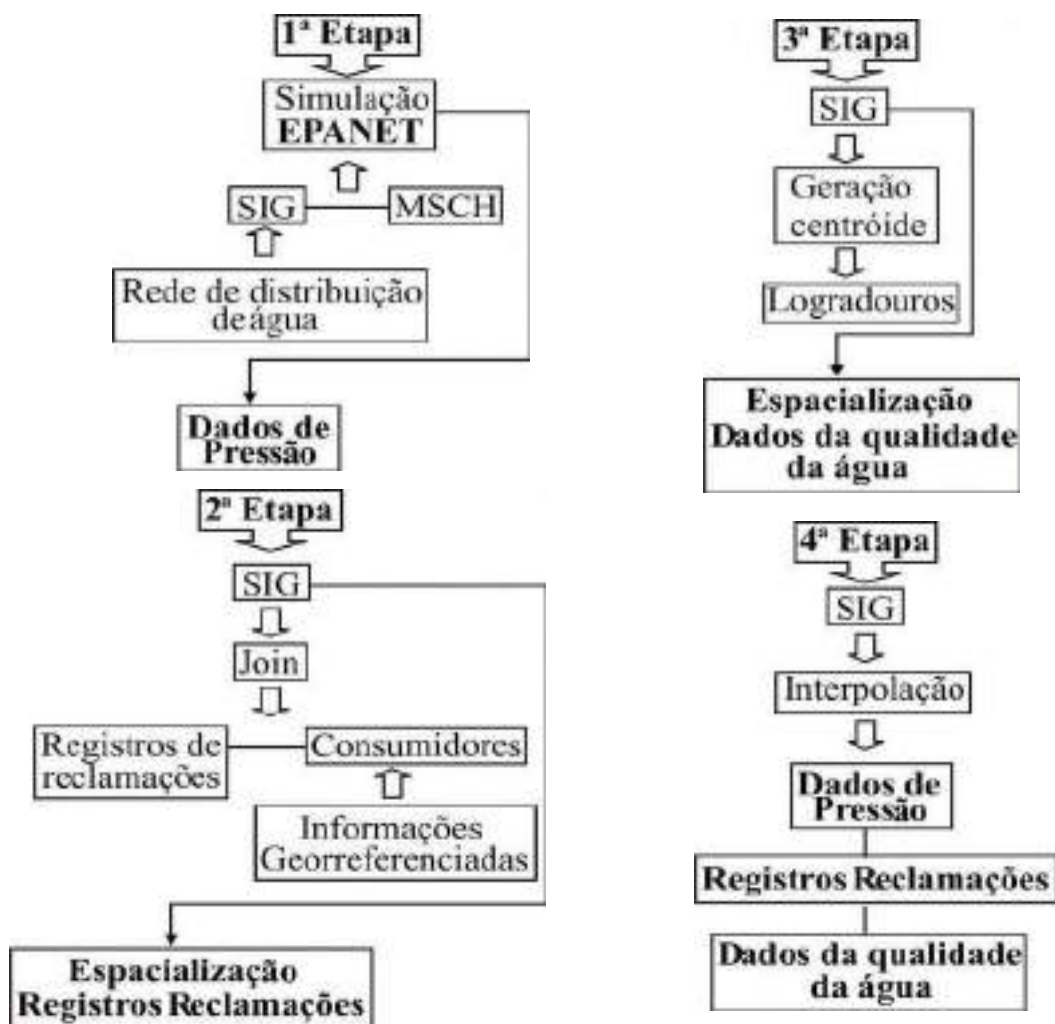 1ª Etapa
Simulação
EPANET
SIG
MSCH
Rede de distribuição
de água
Dados de
Pressão
2ª Etapa
SIG
Join
Registros de
reclamações
Consumidores
Informações
Georreferenciadas
Espacialização
Registros Reclamações
3ª Etapa
SIG
Geração
centróide
Logradouros
Espacialização
Dados da qualidade
da água
4ª Etapa
SIG
Interpolação
Dados de
Pressão
Registros Reclamações
Dados da qualidade
da água